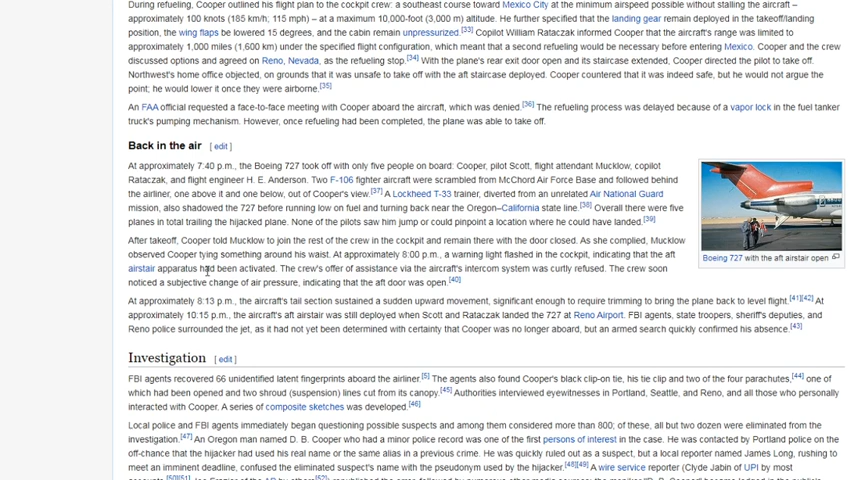 During refueling, Cooper outlined his flight plan to the cockpit crew: a southeast course toward Mexico City at the minimum airspeed possible without stalling the aircraft –
approximately 100 knots (185 km/h; 115 mph) – at a maximum 10,000-foot (3,000 m) altitude. He further specified that the landing gear remain deployed in the takeoff/landing
position, the wing flaps be lowered 15 degrees, and the cabin remain unpressurized.[33] Copilot William Rataczak informed Cooper that the aircraft's range was limited to
approximately 1,000 miles (1,600 km) under the specified flight configuration, which meant that a second refueling would be necessary before entering Mexico. Cooper and the crew
discussed options and agreed on Reno, Nevada, as the refueling stop.[34] With the plane's rear exit door open and its staircase extended, Cooper directed the pilot to take off.
Northwest's home office objected, on grounds that it was unsafe to take off with the aft staircase deployed. Cooper countered that it was indeed safe, but he would not argue the
point; he would lower it once they were airborne.[35]
An FAA official requested a face-to-face meeting with Cooper aboard the aircraft, which was denied.[36] The refueling process was delayed because of a vapor lock in the fuel tanker
truck's pumping mechanism. However, once refueling had been completed, the plane was able to take off.
Back in the air [ edit ]
At approximately 7:40 p.m., the Boeing 727 took off with only five people on board: Cooper, pilot Scott, flight attendant Mucklow, copilot
Rataczak, and flight engineer H. E. Anderson. Two F-106 fighter aircraft were scrambled from McChord Air Force Base and followed behind
the airliner, one above it and one below, out of Cooper's view.[37] A Lockheed T-33 trainer, diverted from an unrelated Air National Guard
mission, also shadowed the 727 before running low on fuel and turning back near the Oregon–California state line.[38] Overall there were five
planes in total trailing the hijacked plane. None of the pilots saw him jump or could pinpoint a location where he could have landed.[39]
Boeing 727 with the aft airstair open
After takeoff, Cooper told Mucklow to join the rest of the crew in the cockpit and remain there with the door closed. As she complied, Mucklow
observed Cooper tying something around his waist. At approximately 8:00 p.m., a warning light flashed in the cockpit, indicating that the aft
airstair apparatus had been activated. The crew's offer of assistance via the aircraft's intercom system was curtly refused. The crew soon
noticed a subjective change of air pressure, indicating that the aft door was open.[40]
At approximately 8:13 p.m., the aircraft's tail section sustained a sudden upward movement, significant enough to require trimming to bring the plane back to level flight.[41][42] At
approximately 10:15 p.m., the aircraft's aft airstair was still deployed when Scott and Rataczak landed the 727 at Reno Airport. FBI agents, state troopers, sheriff's deputies, and
Reno police surrounded the jet, as it had not yet been determined with certainty that Cooper was no longer aboard, but an armed search quickly confirmed his absence.[43]
Investigation [ edit ]
FBI agents recovered 66 unidentified latent fingerprints aboard the airliner.[5] The agents also found Cooper's black clip-on tie, his tie clip and two of the four parachutes,[44] one of
which had been opened and two shroud (suspension) lines cut from its canopy.[45] Authorities interviewed eyewitnesses in Portland, Seattle, and Reno, and all those who personally
interacted with Cooper. A series of composite sketches was developed.[46]
Local police and FBI agents immediately began questioning possible suspects and among them considered more than 800; of these, all but two dozen were eliminated from the
investigation.[47] An Oregon man named D. B. Cooper who had a minor police record was one of the first persons of interest in the case. He was contacted by Portland police on the
off-chance that the hijacker had used his real name or the same alias in a previous crime. He was quickly ruled out as a suspect, but a local reporter named James Long, rushing to
meet an imminent deadline, confused the eliminated suspect's name with the pseudonym used by the hijacker.[48][49] A wire service reporter (Clyde Jabin of UPI by most